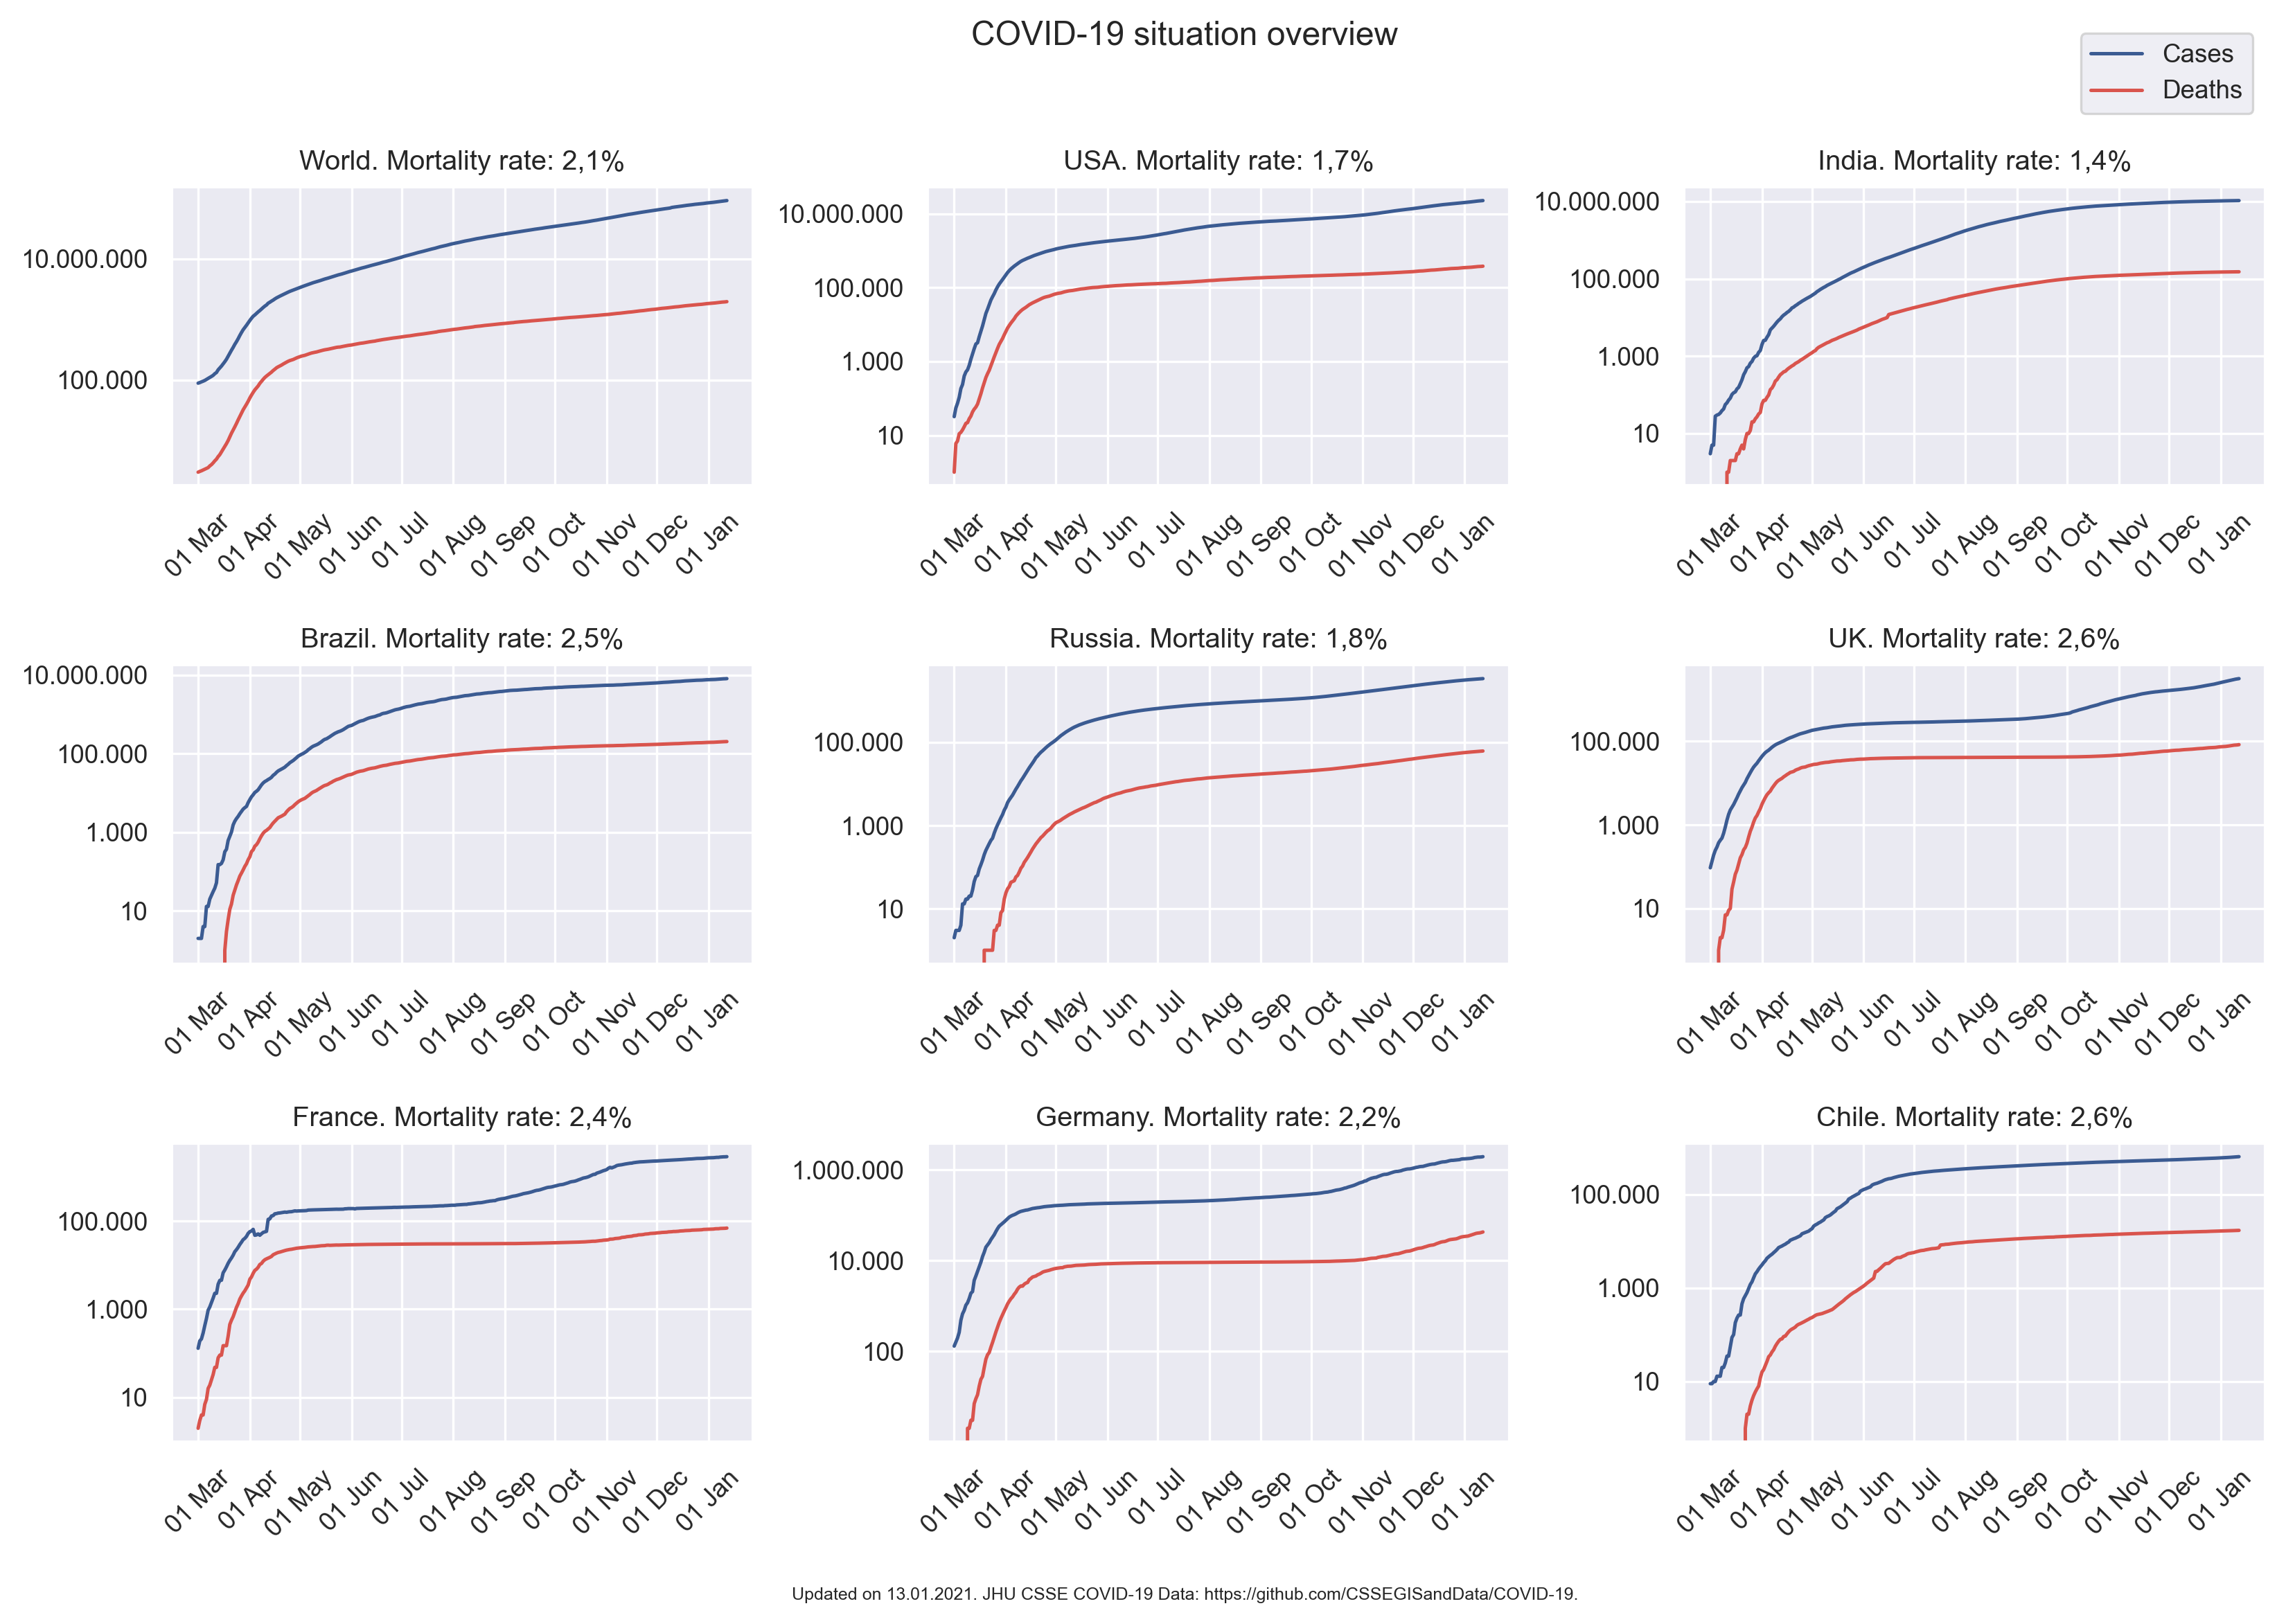 COVID-19 situation overview
Cases
Deaths
World. Mortality rate: 2,1%
10.000.000
100.000
01 Mar
01 Apr
01 May
01 Jun
01 Jul
01 Aug
01 Sep
01 Oct
01 Nov
01 Dec
01 Jan
USA. Mortality rate: 1,7%
10.000.000
100.000
1.000
10
01 Mar
01 Apr
01 May
01 Jun
01 Jul
01 Aug
01 Sep
01 Oct
01 Nov
01 Dec
01 Jan
India. Mortality rate: 1,4%
10.000.000
100.000
1.000
10
01 Mar
01 Apr
01 May
01 Jun
01 Jul
01 Aug
01 Sep
01 Oct
01 Nov
01 Dec
01 Jan
Brazil. Mortality rate: 2,5%
10.000.000
100.000
1.000
10
01 Mar
01 Apr
01 May
01 Jun
01 Jul
01 Aug
01 Sep
01 Oct
01 Nov
01 Dec
01 Jan
Russia. Mortality rate: 1,8%
100.000
1.000
10
01 Mar
01 Apr
01 May
01 Jun
01 Jul
01 Aug
01 Sep
01 Oct
01 Nov
01 Dec
01 Jan
UK. Mortality rate: 2,6%
100.000
1.000
10
01 Mar
01 Apr
01 May
01 Jun
01 Jul
01 Aug
01 Sep
01 Oct
01 Nov
01 Dec
01 Jan
France. Mortality rate: 2,4%
100.000
1.000
10
01 Mar
01 Apr
01 May
01 Jun
01 Jul
01 Aug
01 Sep
01 Oct
01 Nov
01 Dec
01 Jan
Germany. Mortality rate: 2,2%
1.000.000
10.000
100
01 Mar
01 Apr
01 May
01 Jun
01 Jul
01 Aug
01 Sep
01 Oct
01 Nov
01 Dec
01 Jan
Chile. Mortality rate: 2,6%
100.000
1.000
10
01 Mar
01 Apr
01 May
01 Jun
01 Jul
01 Aug
01 Sep
01 Oct
01 Nov
01 Dec
01 Jan
Updated on 13.01.2021. JHU CSSE COVID-19 Data: https://github.com/CSSEGISandData/COVID-19.